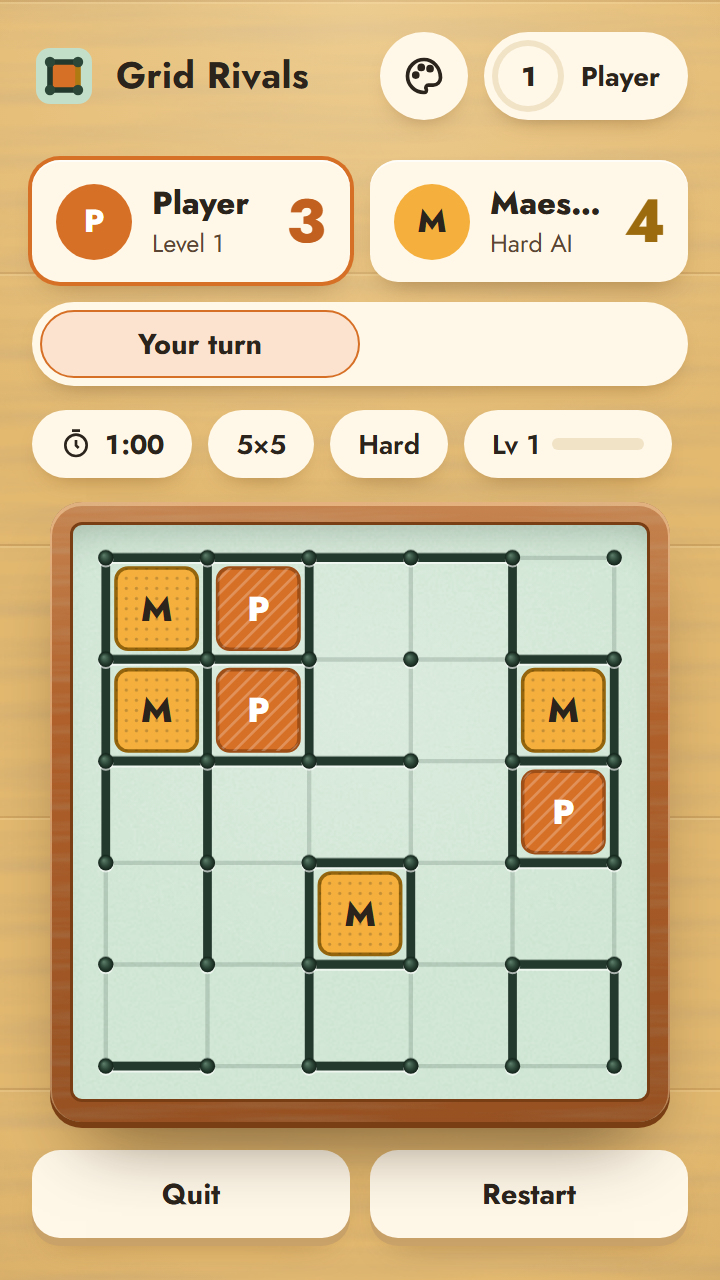 Grid Rivals
1 Player
P Player 3
Level 1
M Maes... 4
Hard AI
Your turn
1:00 5×5 Hard Lv 1
M P
M P M
P
M
Quit Restart